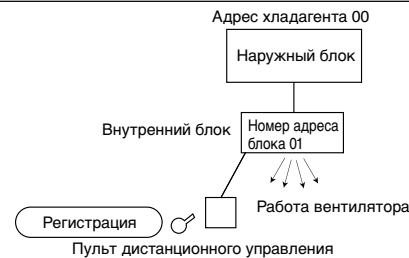 Адрес хладагента 00
Наружный блок
Внутренний блок
Номер адреса
блока 01
Работа вентилятора
Регистрация
Пульт дистанционного управления